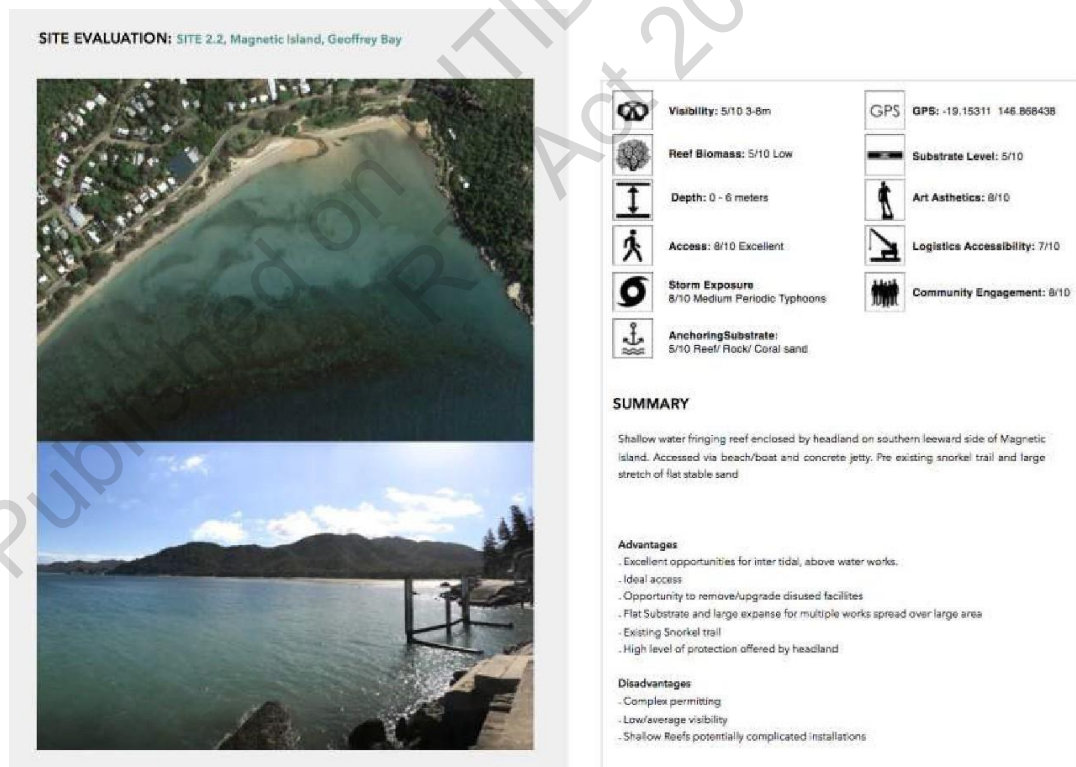 SITE EVALUATION: SITE 2.2, Magnetic Island, Geoffrey Bay
Visibility: 5/10 3-8m
Reef Biomass: 5/10 Low
Depth: 0 - 6 meters
Access: 8/10 Excellent
Storm Exposure
8/10 Medium Periodic Typhoons
AnchoringSubstrate:
5/10 Reef/ Rock/ Coral sand
GPS GPS: -19.15311 146.868438
Substrate Level: 5/10
Art Asthetics: 8/10
Logistics Accessibility: 7/10
Community Engagement: 8/10
SUMMARY
Shallow water fringing reef enclosed by headland on southern leeward side of Magnetic
Island. Accessed via beach/boat and concrete jetty. Pre existing snorkel trail and large
stretch of flat stable sand
Advantages
. Excellent opportunities for inter tidal, above water works.
. Ideal access
. Opportunity to remove/upgrade disused facillites
. Flat Substrate and large expanse for multiple works spread over large area
. Existing Snorkel trail
. High level of protection offered by headland
Disadvantages
. Complex permitting
. Low/average visibility
. Shallow Reefs potentially complicated installations
Published on
RTI
Act 20